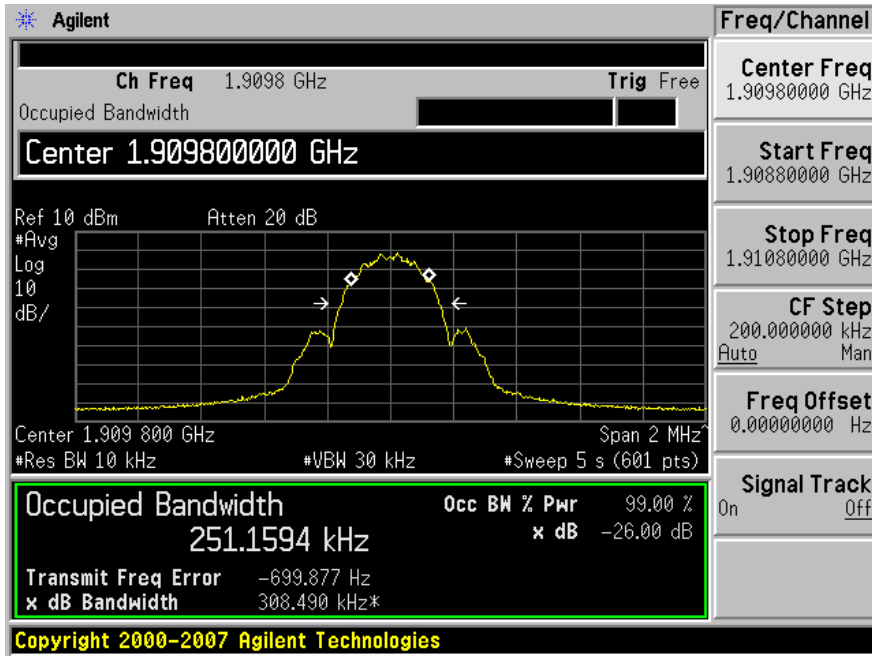 Agilent
Freq/Channel
Ch Freq 1.9098 GHz Trig Free
Occupied Bandwidth
Center 1.909800000 GHz
Center Freq
1.90980000 GHz
Start Freq
1.90880000 GHz
Stop Freq
1.91080000 GHz
CF Step
200.000000 kHz
Auto Man
Freq Offset
0.00000000 Hz
Signal Track
On Off
Ref 10 dBm Atten 20 dB
#Avg
Log
10
dB/
Center 1.909 800 GHz Span 2 MHz^
#Res BW 10 kHz #VBW 30 kHz #Sweep 5 s (601 pts)
Occupied Bandwidth Occ BW % Pwr 99.00 %
251.1594 kHz x dB -26.00 dB
Transmit Freq Error -699.877 Hz
x dB Bandwidth 308.490 kHz*
Copyright 2000-2007 Agilent Technologies